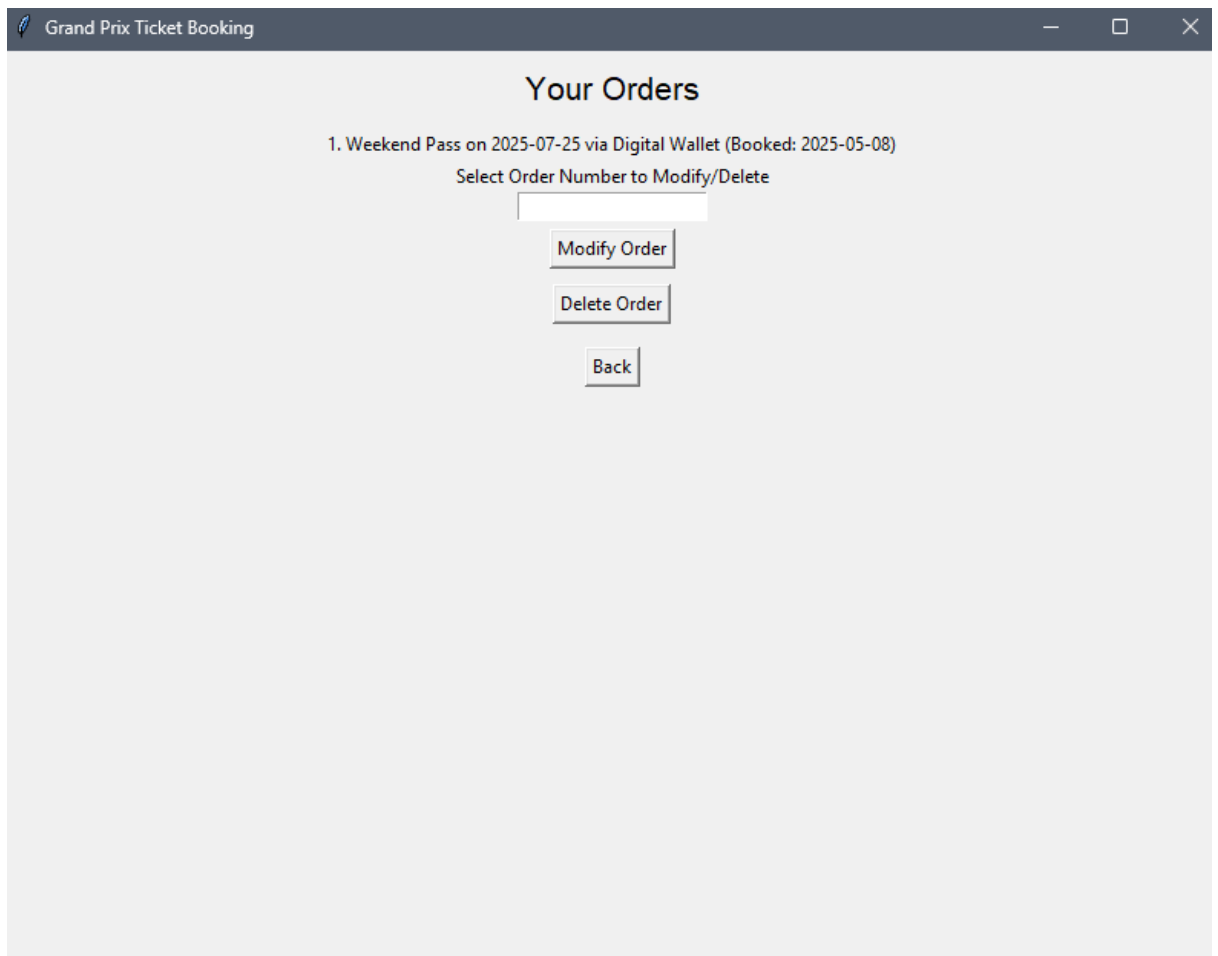 Grand Prix Ticket Booking
Your Orders
1. Weekend Pass on 2025-07-25 via Digital Wallet (Booked: 2025-05-08)
Select Order Number to Modify/Delete
Modify Order
Delete Order
Back